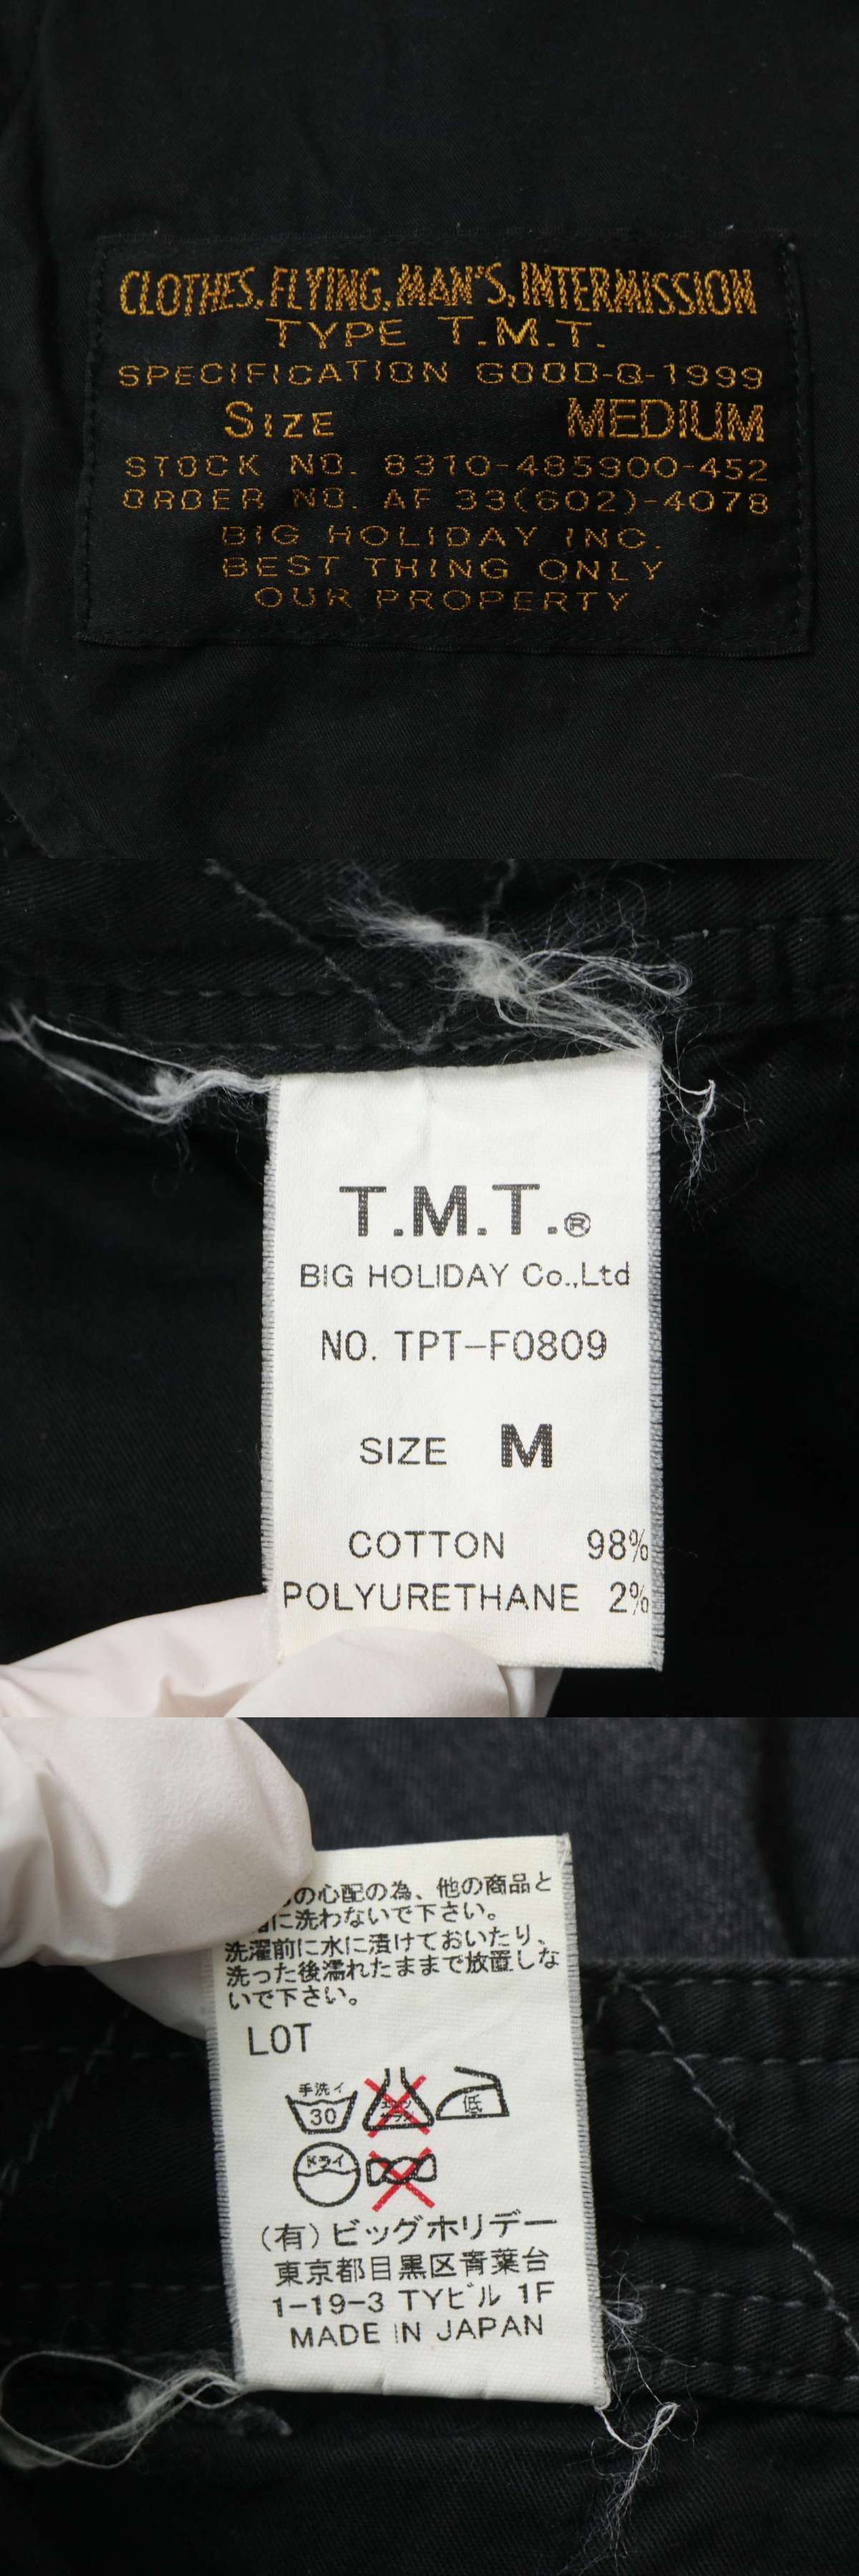 CLOTHES, FLYING, MAN'S, INTERMISSION
TYPE T.M.T.
SPECIFICATION GOOD-Q-1999
SIZE MEDIUM
STOCK NO. 8310-485900-452
ORDER NO. AF 33(602)-4078
BIG HOLIDAY INC.
BEST THING ONLY
OUR PROPERTY
T.M.T.®
BIG HOLIDAY Co.,Ltd
NO. TPT-F0809
SIZE M
COTTON 98%
POLYURETHANE 2%
の心配の為、他の商品と
に洗わないで下さい。
洗濯前に水に漬けておいたり、
洗った後濡れたままで放置しな
いで下さい。
LOT
手洗イ
30
低
ドライ
(有)ビッグホリデー
東京都目黒区青葉台
1-19-3 TYビル 1F
MADE IN JAPAN